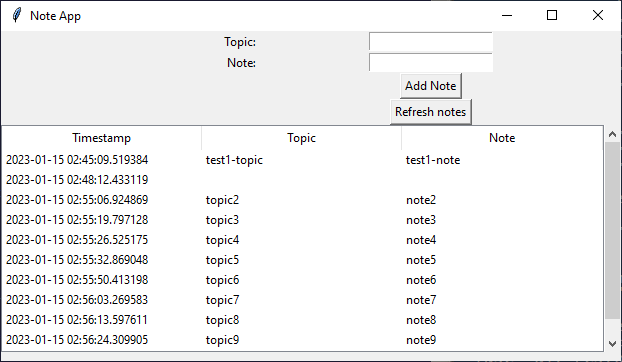 Note App
Topic:
Note:
Add Note
Refresh notes
Timestamp Topic Note
2023-01-15 02:45:09.519384 test1-topic test1-note
2023-01-15 02:48:12.433119
2023-01-15 02:55:06.924869 topic2 note2
2023-01-15 02:55:19.797128 topic3 note3
2023-01-15 02:55:26.525175 topic4 note4
2023-01-15 02:55:32.869048 topic5 note5
2023-01-15 02:55:50.413198 topic6 note6
2023-01-15 02:56:03.269583 topic7 note7
2023-01-15 02:56:13.597611 topic8 note8
2023-01-15 02:56:24.309905 topic9 note9